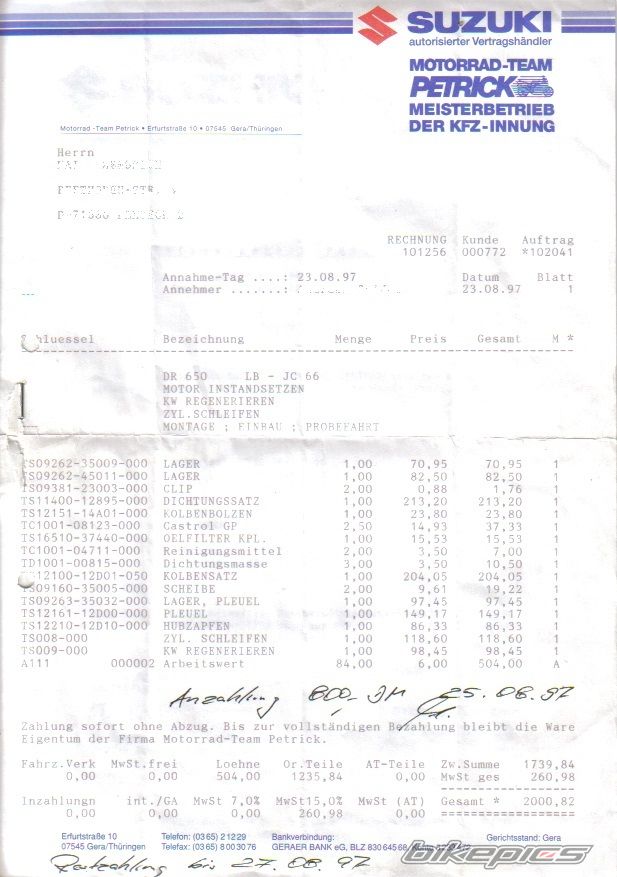 SUZUKI
autorisierter Vertragshändler
MOTORRAD-TEAM
PETRICK
MEISTERBETRIEB
DER KFZ-INNUNG
Motorrad-Team Petrick • Erfurtstraße 10 • 07545 Gera/Thüringen
Herrn
RECHNUNG Kunde Auftrag
101256 000772 *102041
Annahme-Tag ....: 23.08.97 Datum Blatt
Annehmer .......: 23.08.97 1
Bezeichnung Menge Preis Gesamt M *
DR 650 LB - JC 66
MOTOR INSTANDSETZEN
KW REGENERIEREN
ZYL.SCHLEIFEN
MONTAGE ; EINBAU ; PROBEFAHRT
TS09262-35009-000 LAGER 1,00 70,95 70,95 1
TS09262-45011-000 LAGER 1,00 82,50 82,50 1
TS09381-23003-000 CLIP 2,00 0,88 1,76 1
TS11400-12895-000 DICHTUNGSSATZ 1,00 213,20 213,20 1
TS12151-14A01-000 KOLBENBOLZEN 1,00 23,80 23,80 1
TC1001-08123-000 Castrol GP 2,50 14,93 37,33 1
TS16510-37440-000 OELFILTER KPL. 1,00 15,53 15,53 1
TC1001-04711-000 Reinigungsmittel 2,00 3,50 7,00 1
TD1001-00815-000 Dichtungsmasse 3,00 3,50 10,50 1
12100-12D01-050 KOLBENSATZ 1,00 204,05 204,05 1
TS09160-35005-000 SCHEIBE 2,00 9,61 19,22 1
TS09263-35032-000 LAGER, PLEUEL 1,00 97,45 97,45 1
TS12161-12D00-000 PLEUEL 1,00 149,17 149,17 1
TS12210-12D10-000 HUBZAPFEN 1,00 86,33 86,33 1
TS008-000 ZYL. SCHLEIFEN 1,00 118,60 118,60 1
TS009-000 KW REGENERIEREN 1,00 98,45 98,45 1
A111 000002 Arbeitswert 84,00 6,00 504,00 A
Anzahlung 800,-DM 25.08.97
Zahlung sofort ohne Abzug. Bis zur vollständigen Bezahlung bleibt die Ware
Eigentum der Firma Motorrad-Team Petrick.
Fahrz.Verk MwSt.frei Loehne Or.Teile AT-Teile Zw.Summe 1739,84
0,00 0,00 504,00 1235,84 0,00 MwSt ges 260,98
Inzahlungn int./GA MwSt 7,0% MwSt15,0% MwSt (AT) Gesamt * 2000,82
0,00 0,00 0,00 260,98 0,00
Erfurtstraße 10 Telefon: (0365) 21229 Bankverbindung: Gerichtsstand: Gera
07545 Gera/Thüringen Telefax: (0365) 8003076 GERAER BANK eG, BLZ 830 645 68
bikepics
Restzahlung bis 27.08.97